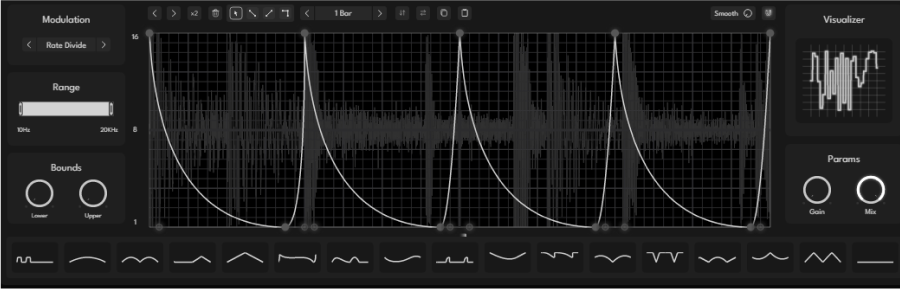 Modulation
Rate Divide
Range
10Hz 20KHz
Bounds
Lower Upper
x2
1 Bar
Smooth
16
8
1
Visualizer
Params
Gain Mix